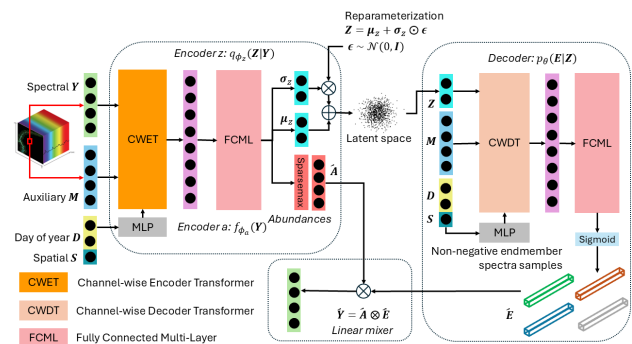 Reparameterization
Z = μz + σz ⊙ ϵ
ϵ ~ N(0, I)
Encoder z: qϕz(Z|Y)
Decoder: pθ(E|Z)
Spectral Y
σz
μz
Z
CWET
FCML
Latent space
M
CWDT
FCML
Sparsemax
Â
Auxiliary M
D
Day of year D
MLP
Encoder a: fϕa(Y)
Abundances
S
MLP
Sigmoid
Spatial S
Non-negative endmember
spectra samples
CWET Channel-wise Encoder Transformer
CWDT Channel-wise Decoder Transformer
FCML Fully Connected Multi-Layer
Ŷ = Â ⊗ Ê
Linear mixer
Ê